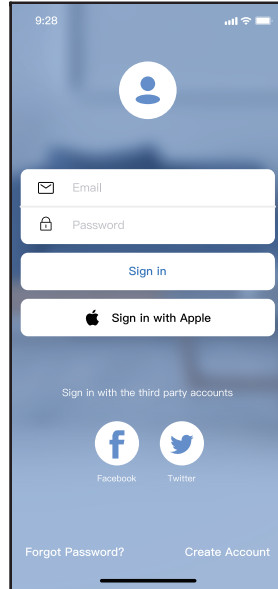 9:28
Email
Password
Sign in
Sign in with Apple
Sign in with the third party accounts
Facebook Twitter
Forgot Password? Create Account